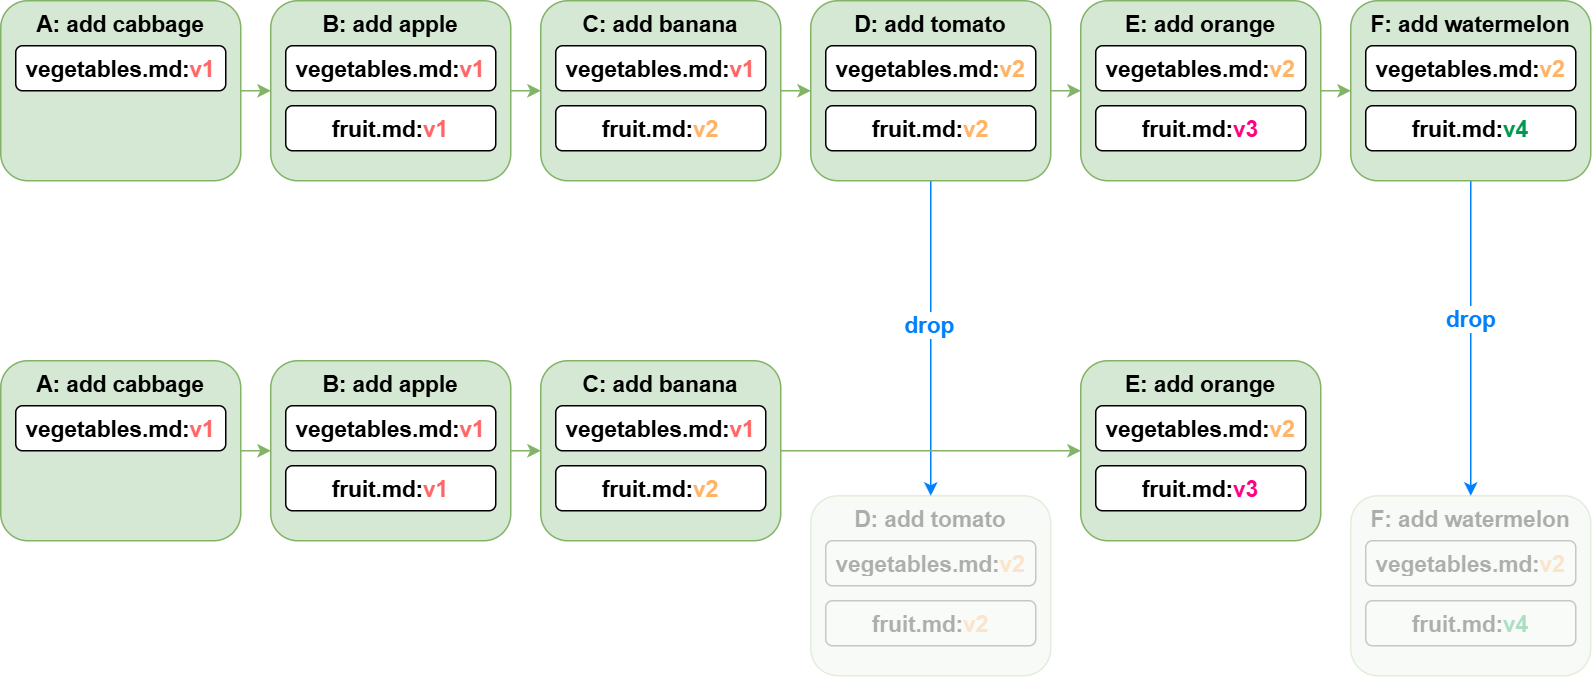 A: add cabbage
vegetables.md:v1
B: add apple
vegetables.md:v1
fruit.md:v1
C: add banana
vegetables.md:v1
fruit.md:v2
D: add tomato
vegetables.md:v2
fruit.md:v2
E: add orange
vegetables.md:v2
fruit.md:v3
F: add watermelon
vegetables.md:v2
fruit.md:v4
drop
drop
A: add cabbage
vegetables.md:v1
B: add apple
vegetables.md:v1
fruit.md:v1
C: add banana
vegetables.md:v1
fruit.md:v2
E: add orange
vegetables.md:v2
fruit.md:v3
D: add tomato
vegetables.md:v2
fruit.md:v2
F: add watermelon
vegetables.md:v2
fruit.md:v4